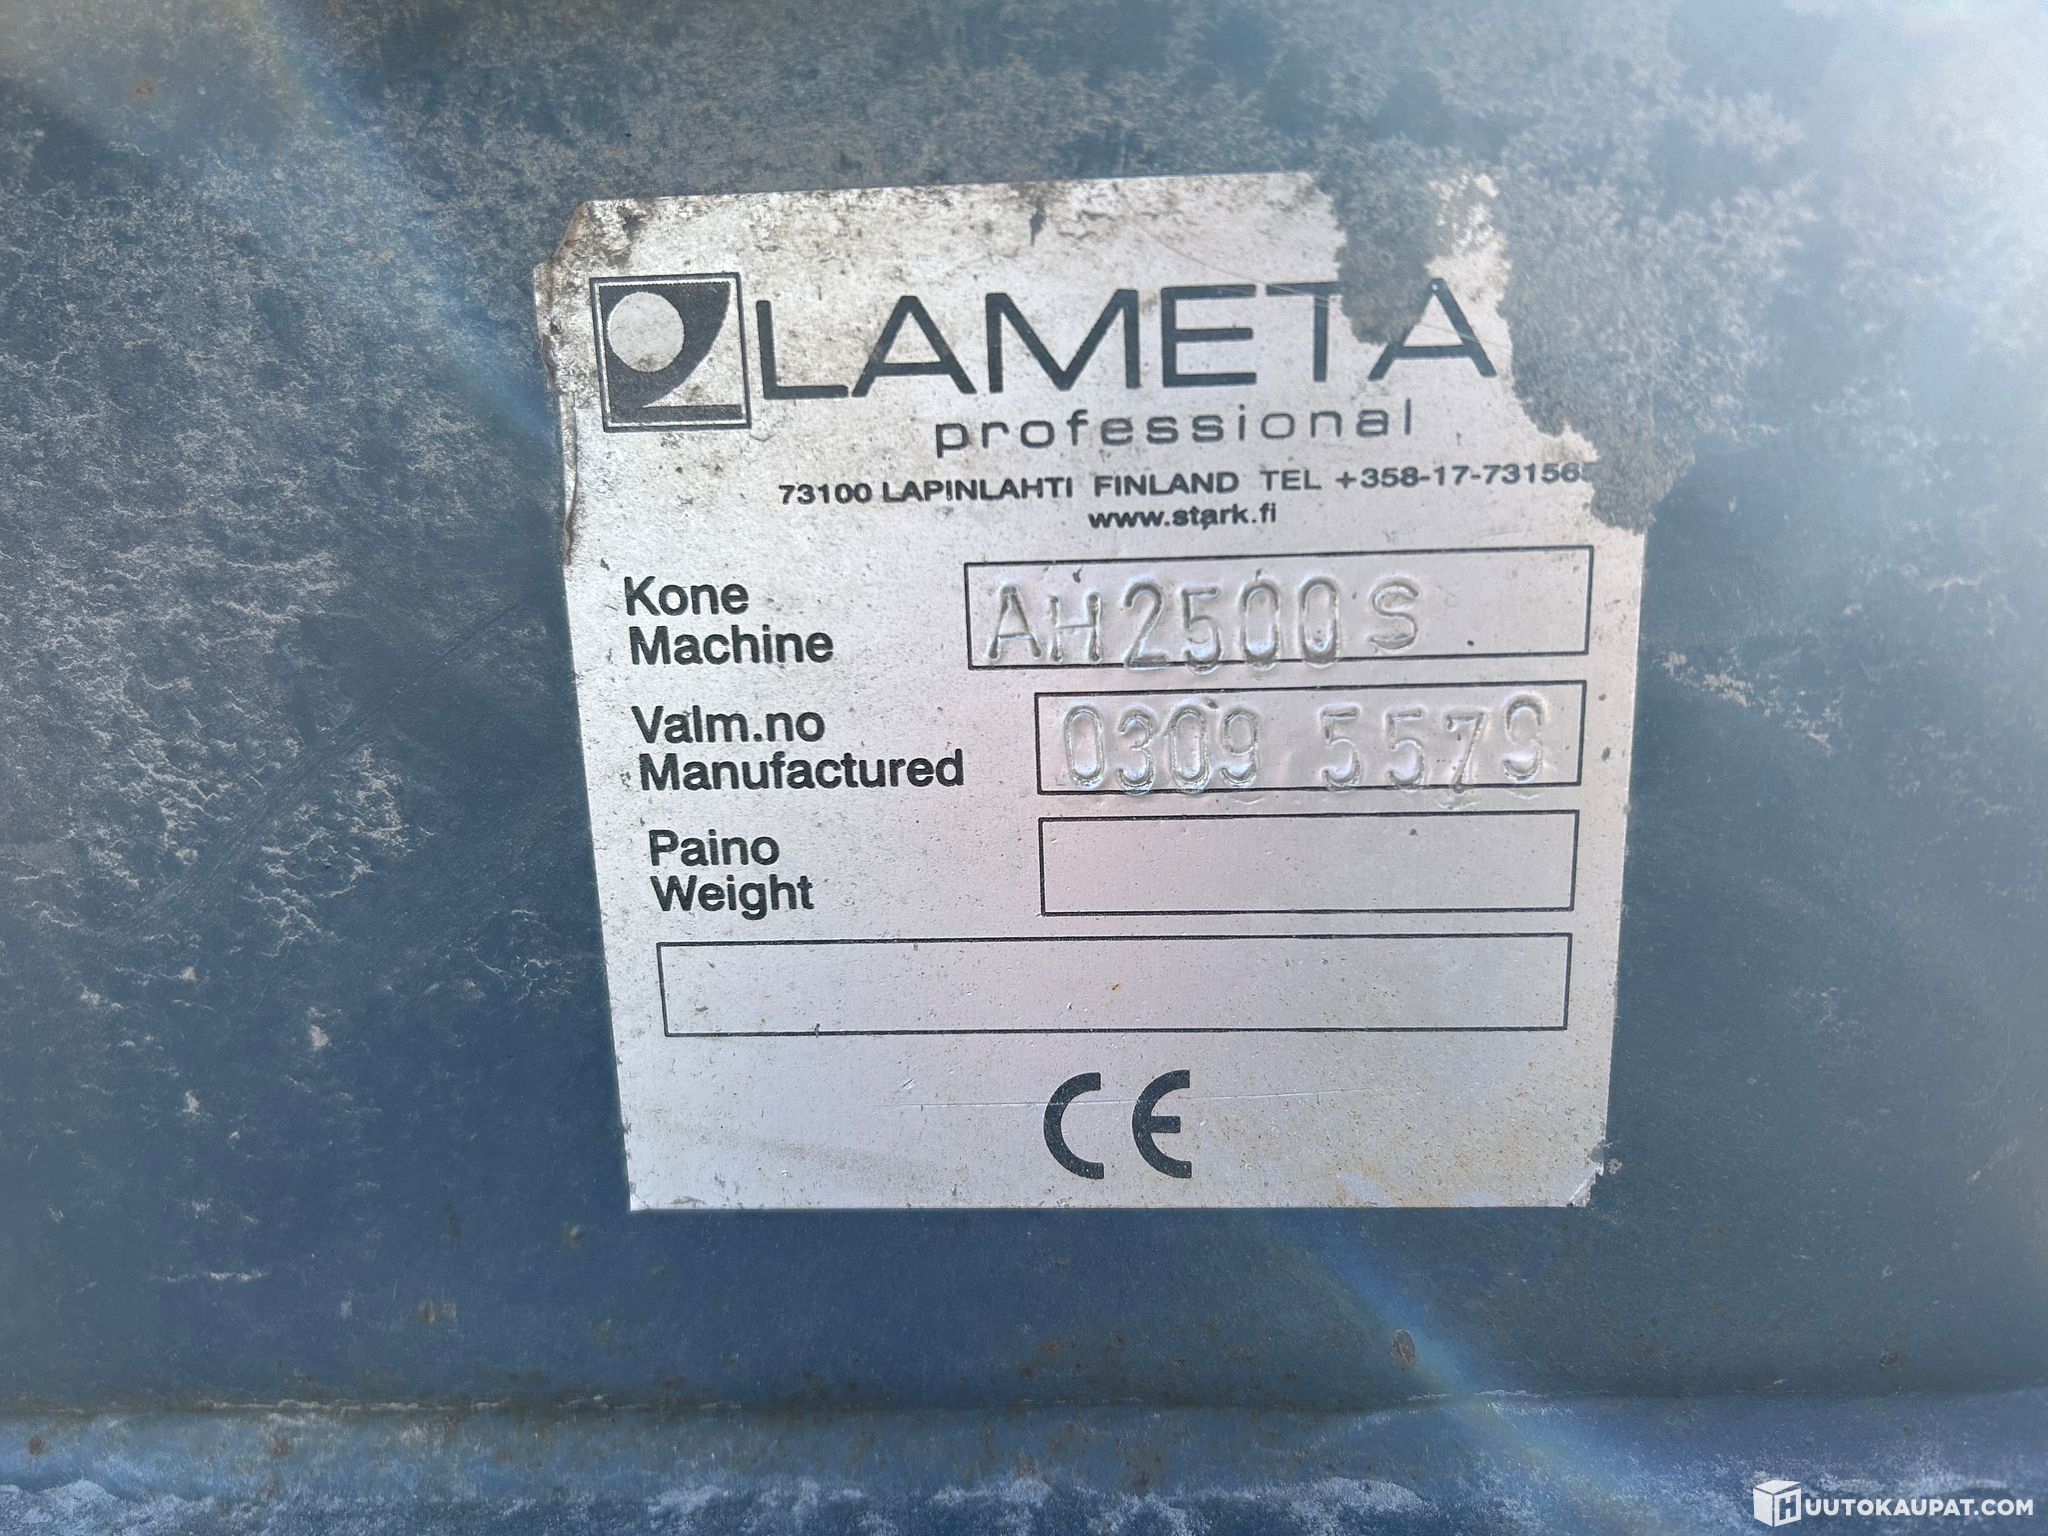 LAMETA
professional
73100 LAPINLAHTI FINLAND TEL +358-17-731565
www.stark.fi
Kone
Machine
AH2500S
Valm.no
Manufactured
0309 5579
Paino
Weight
CE
HUUTOKAUPAT.COM